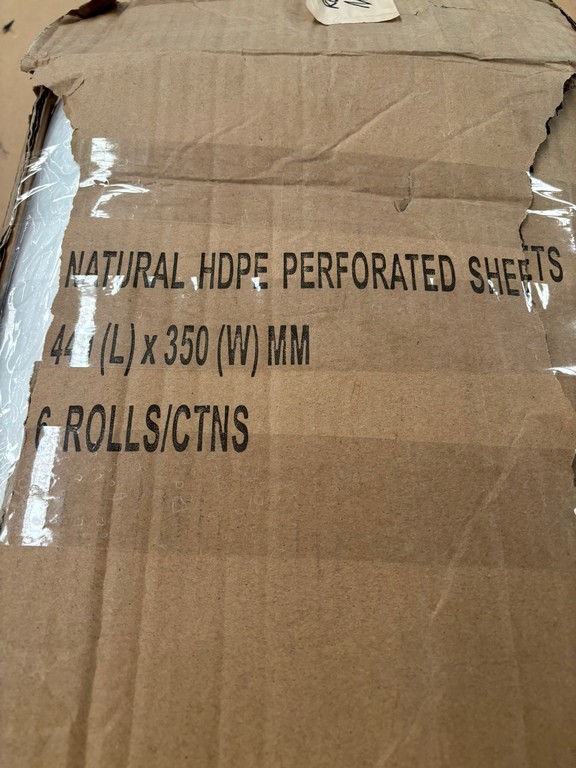 NATURAL HDPE PERFORATED SHEETS
(L) x 350 (W) MM
6 ROLLS/CTNS